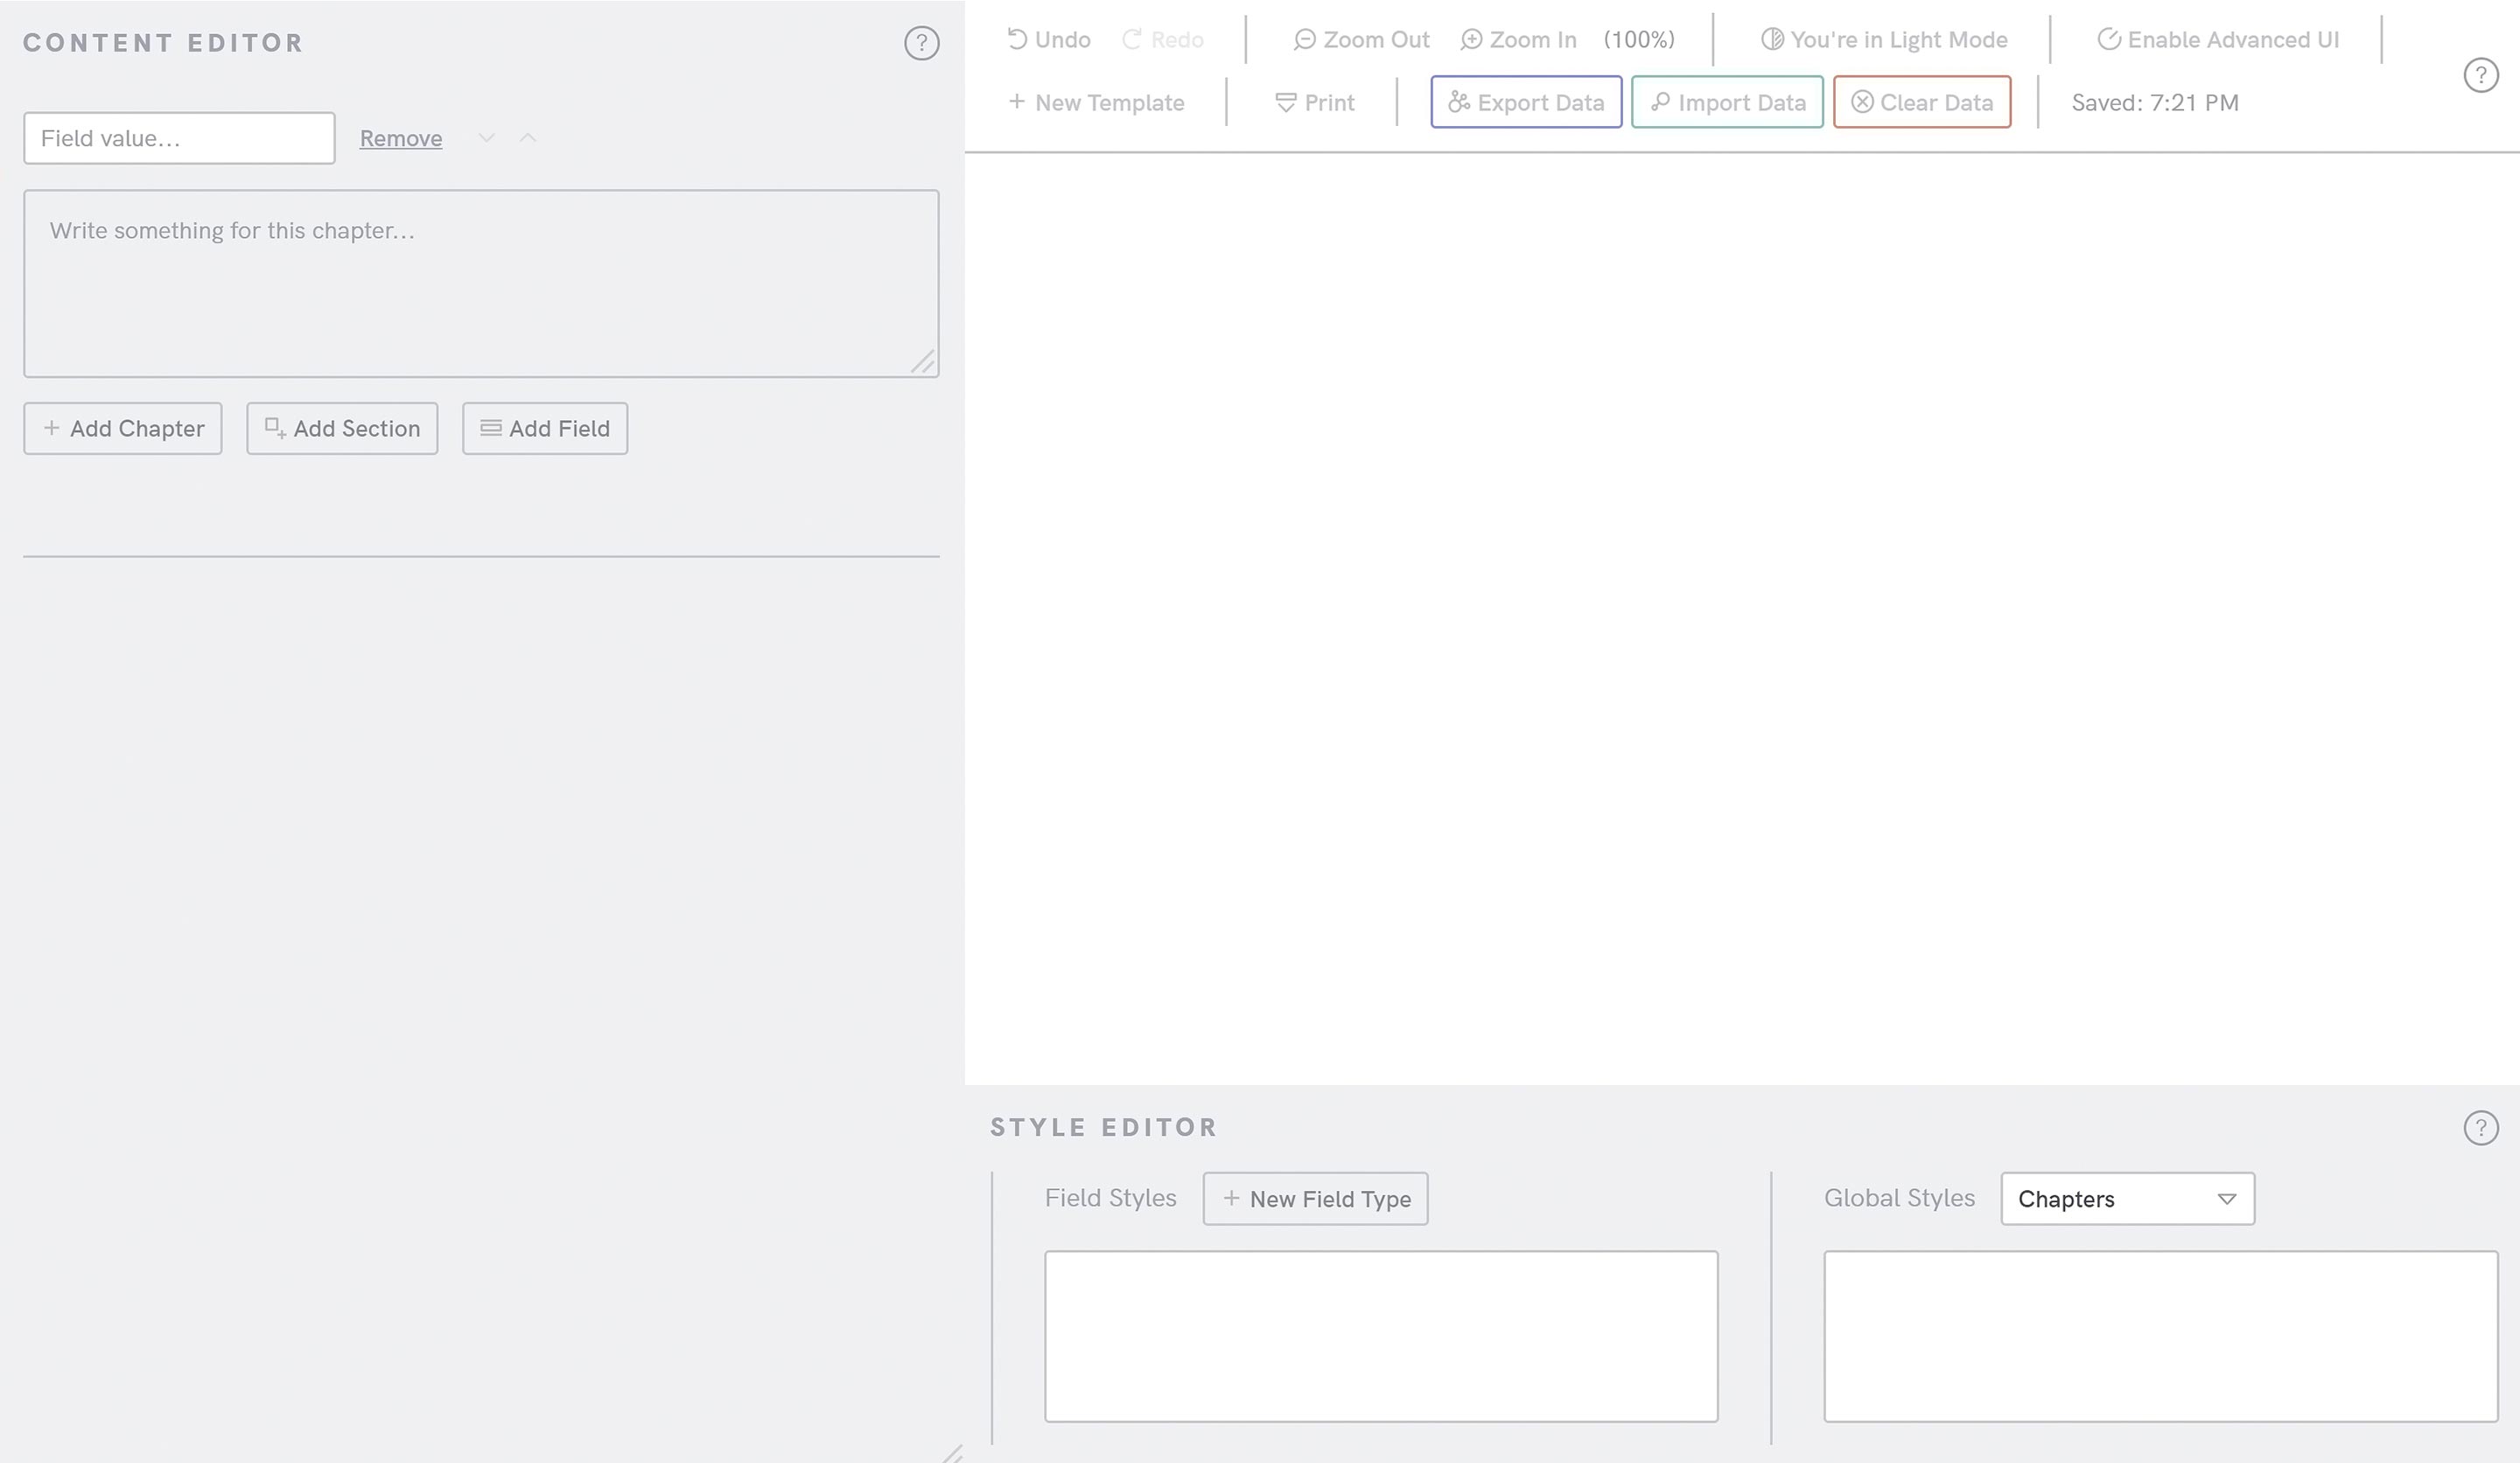 CONTENT EDITOR ?
Field value... Remove
Write something for this chapter...
Add Chapter Add Section Add Field
Undo Redo Zoom Out Zoom In (100%) You're in Light Mode Enable Advanced UI
?
New Template Print Export Data Import Data Clear Data Saved: 7:21 PM
STYLE EDITOR ?
Field Styles + New Field Type Global Styles Chapters